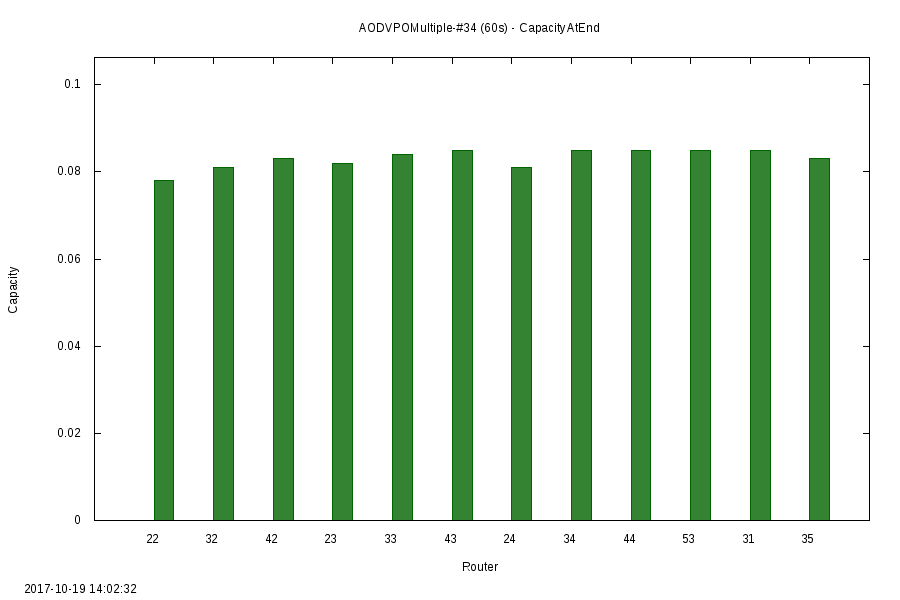 AODVPOMultiple-#34 (60s) - CapacityAtEnd
0.1
0.08
0.06
0.04
0.02
0
Capacity
22 32 42 23 33 43 24 34 44 53 31 35
Router
2017-10-19 14:02:32